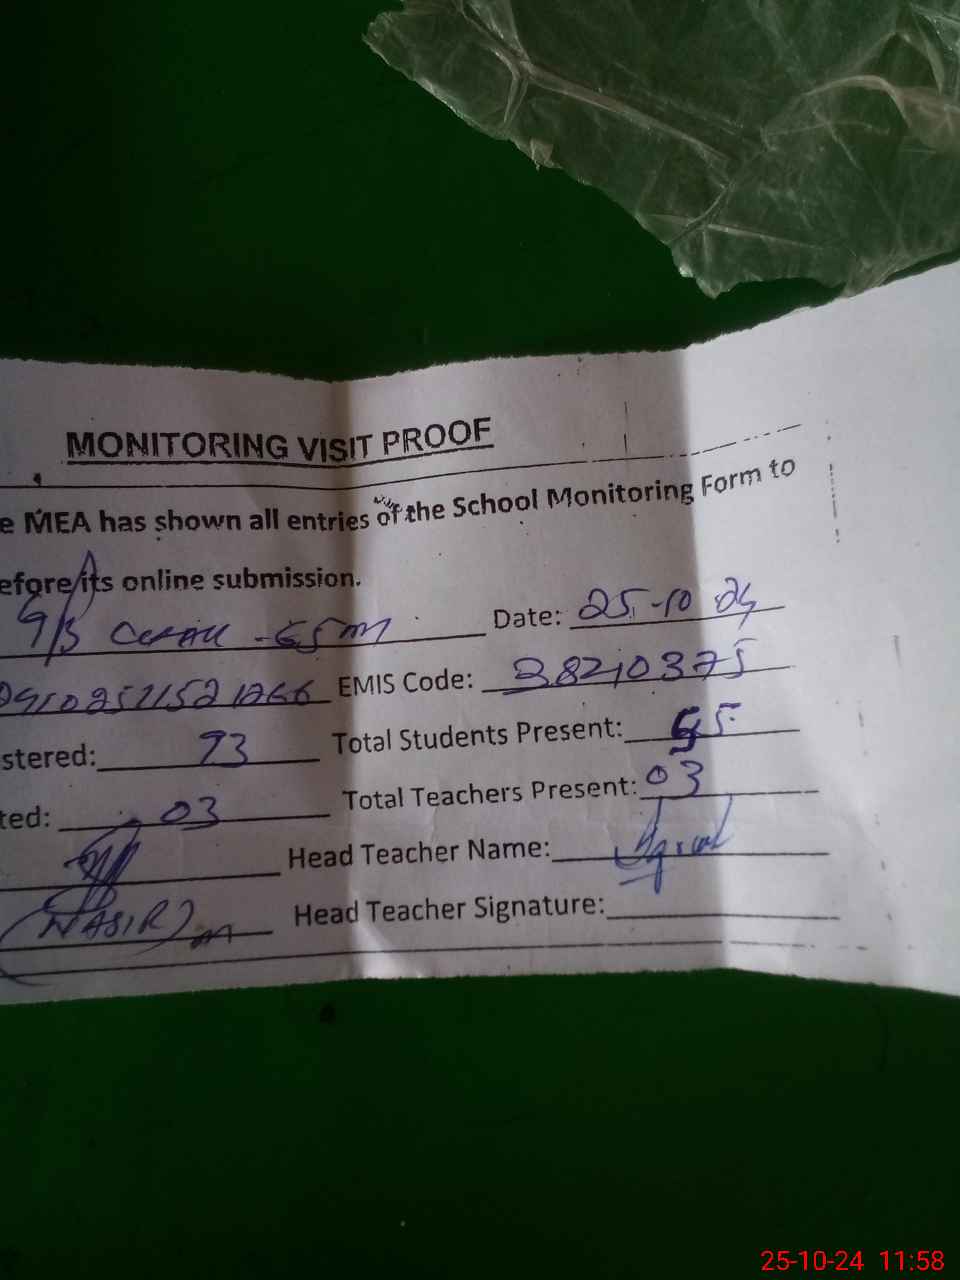 MONITORING VISIT PROOF
e MEA has shown all entries of the School Monitoring Form to
efore its online submission.
Date: 25-10-24
EMIS Code: 38210375
stered: 73 Total Students Present:
ted: 03 Total Teachers Present: 03
Head Teacher Name:
(NASIR) Head Teacher Signature:
25-10-24 11:58